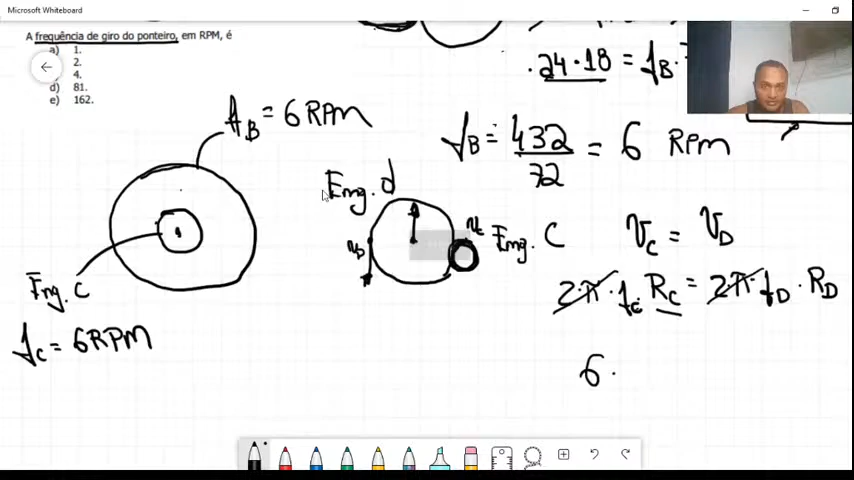 Microsoft Whiteboard
A frequência de giro do ponteiro, em RPM, é
a) 1.
2.
4.
d) 81.
e) 162.
. 24 · 18 = f_B ·
f_B = 6 RPM
f_B = 432/72 = 6 RPM
Eng. d
Eng. C
V_C = V_D
Eng. C
2·π · f_C · R_C = 2·π · f_D · R_D
f_C = 6 RPM
6 ·